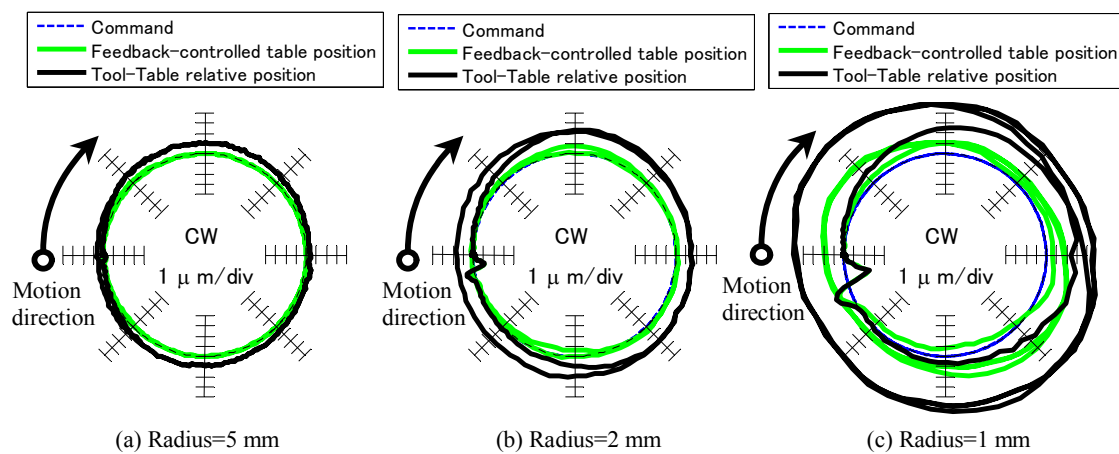 Command
Feedback-controlled table position
Tool-Table relative position
Command
Feedback-controlled table position
Tool-Table relative position
Command
Feedback-controlled table position
Tool-Table relative position
CW
1 μ m/div
Motion
direction
CW
1 μ m/div
Motion
direction
CW
1 μ m/div
Motion
direction
(a) Radius=5 mm
(b) Radius=2 mm
(c) Radius=1 mm